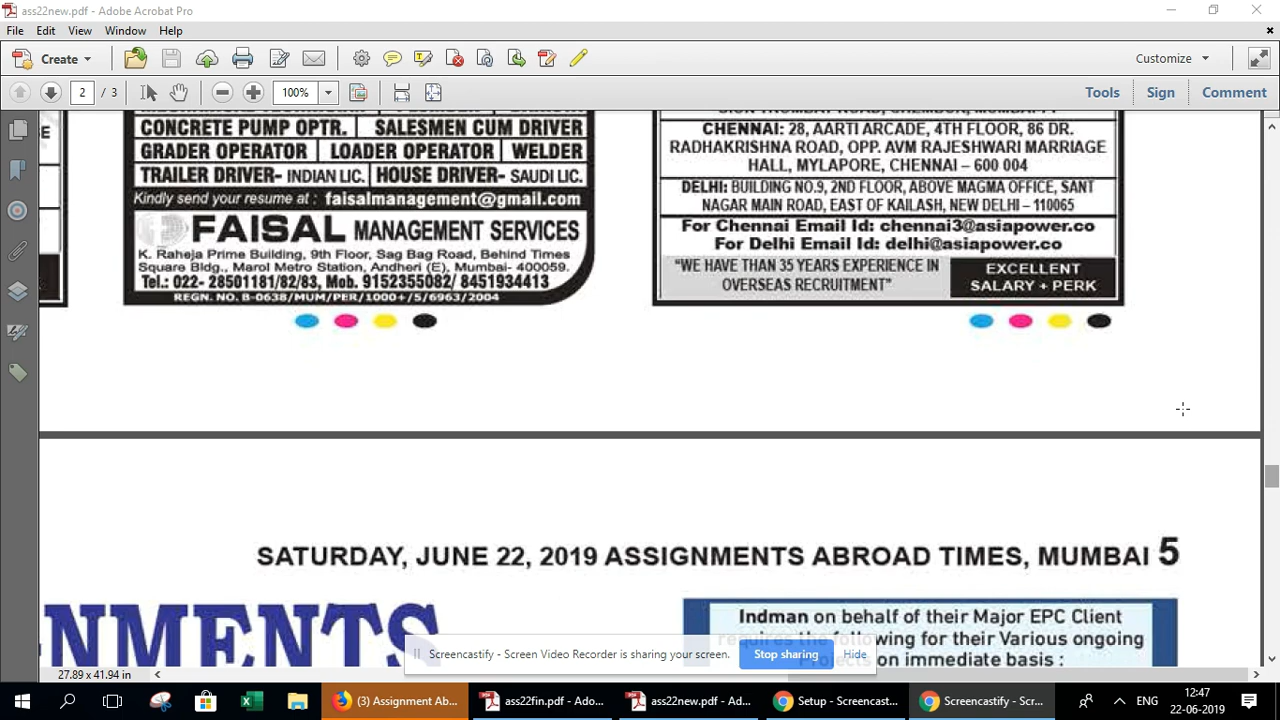 ass22new.pdf - Adobe Acrobat Pro
File Edit View Window Help
Create Customize
2 / 3 100% Tools Sign Comment
CONCRETE PUMP OPTR. SALESMEN CUM DRIVER
GRADER OPERATOR LOADER OPERATOR WELDER
TRAILER DRIVER- INDIAN LIC. HOUSE DRIVER- SAUDI LIC.
Kindly send your resume at : faisalmanagement@gmail.com
FAISAL MANAGEMENT SERVICES
K. Raheja Prime Building, 9th Floor, Sag Bag Road, Behind Times
Square Bldg., Marol Metro Station, Andheri (E), Mumbai- 400059.
Tel.: 022- 28501181/82/83, Mob. 9152355082/ 8451934413
REGN. NO. B-0638/MUM/PER/1000+/5/6963/2004
CHENNAI: 28, AARTI ARCADE, 4TH FLOOR, 86 DR.
RADHAKRISHNA ROAD, OPP. AVM RAJESHWARI MARRIAGE
HALL, MYLAPORE, CHENNAI – 600 004
DELHI: BUILDING NO.9, 2ND FLOOR, ABOVE MAGMA OFFICE, SANT
NAGAR MAIN ROAD, EAST OF KAILASH, NEW DELHI – 110065
For Chennai Email Id: chennai3@asiapower.co
For Delhi Email Id: delhi@asiapower.co
"WE HAVE THAN 35 YEARS EXPERIENCE IN
OVERSEAS RECRUITMENT"
EXCELLENT
SALARY + PERK
SATURDAY, JUNE 22, 2019 ASSIGNMENTS ABROAD TIMES, MUMBAI 5
NMENTS
Indman on behalf of their Major EPC Client
requires the following for their Various ongoing
Projects on immediate basis :
Screencastify - Screen Video Recorder is sharing your screen. Stop sharing Hide
27.89 x 41.94 in
(3) Assignment Ab... ass22fin.pdf - Ado... ass22new.pdf - Ad... Setup - Screencast... Screencastify - Scr... ENG 12:47
22-06-2019